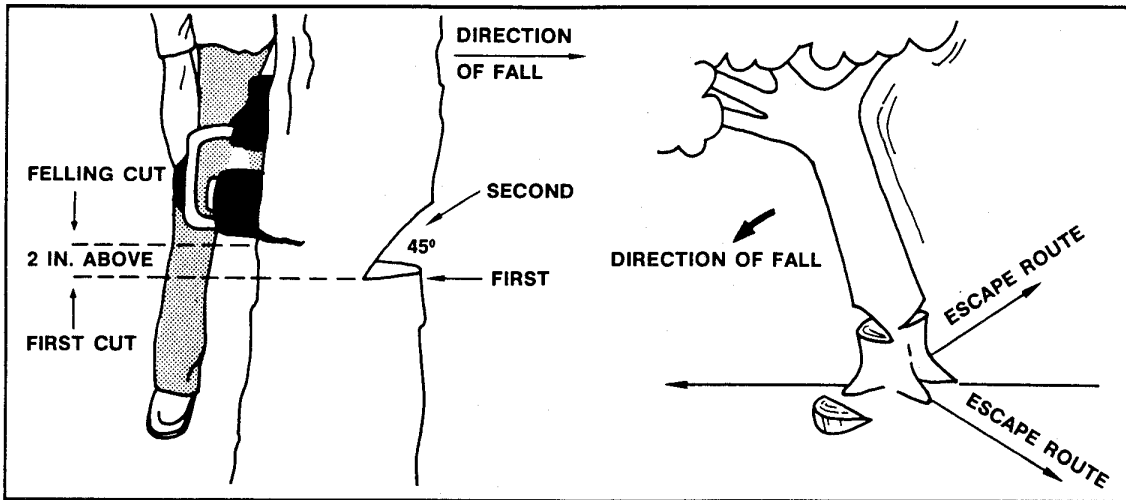 DIRECTION
OF FALL
FELLING CUT
SECOND
45º
2 IN. ABOVE
FIRST
FIRST CUT
DIRECTION OF FALL
ESCAPE ROUTE
ESCAPE ROUTE